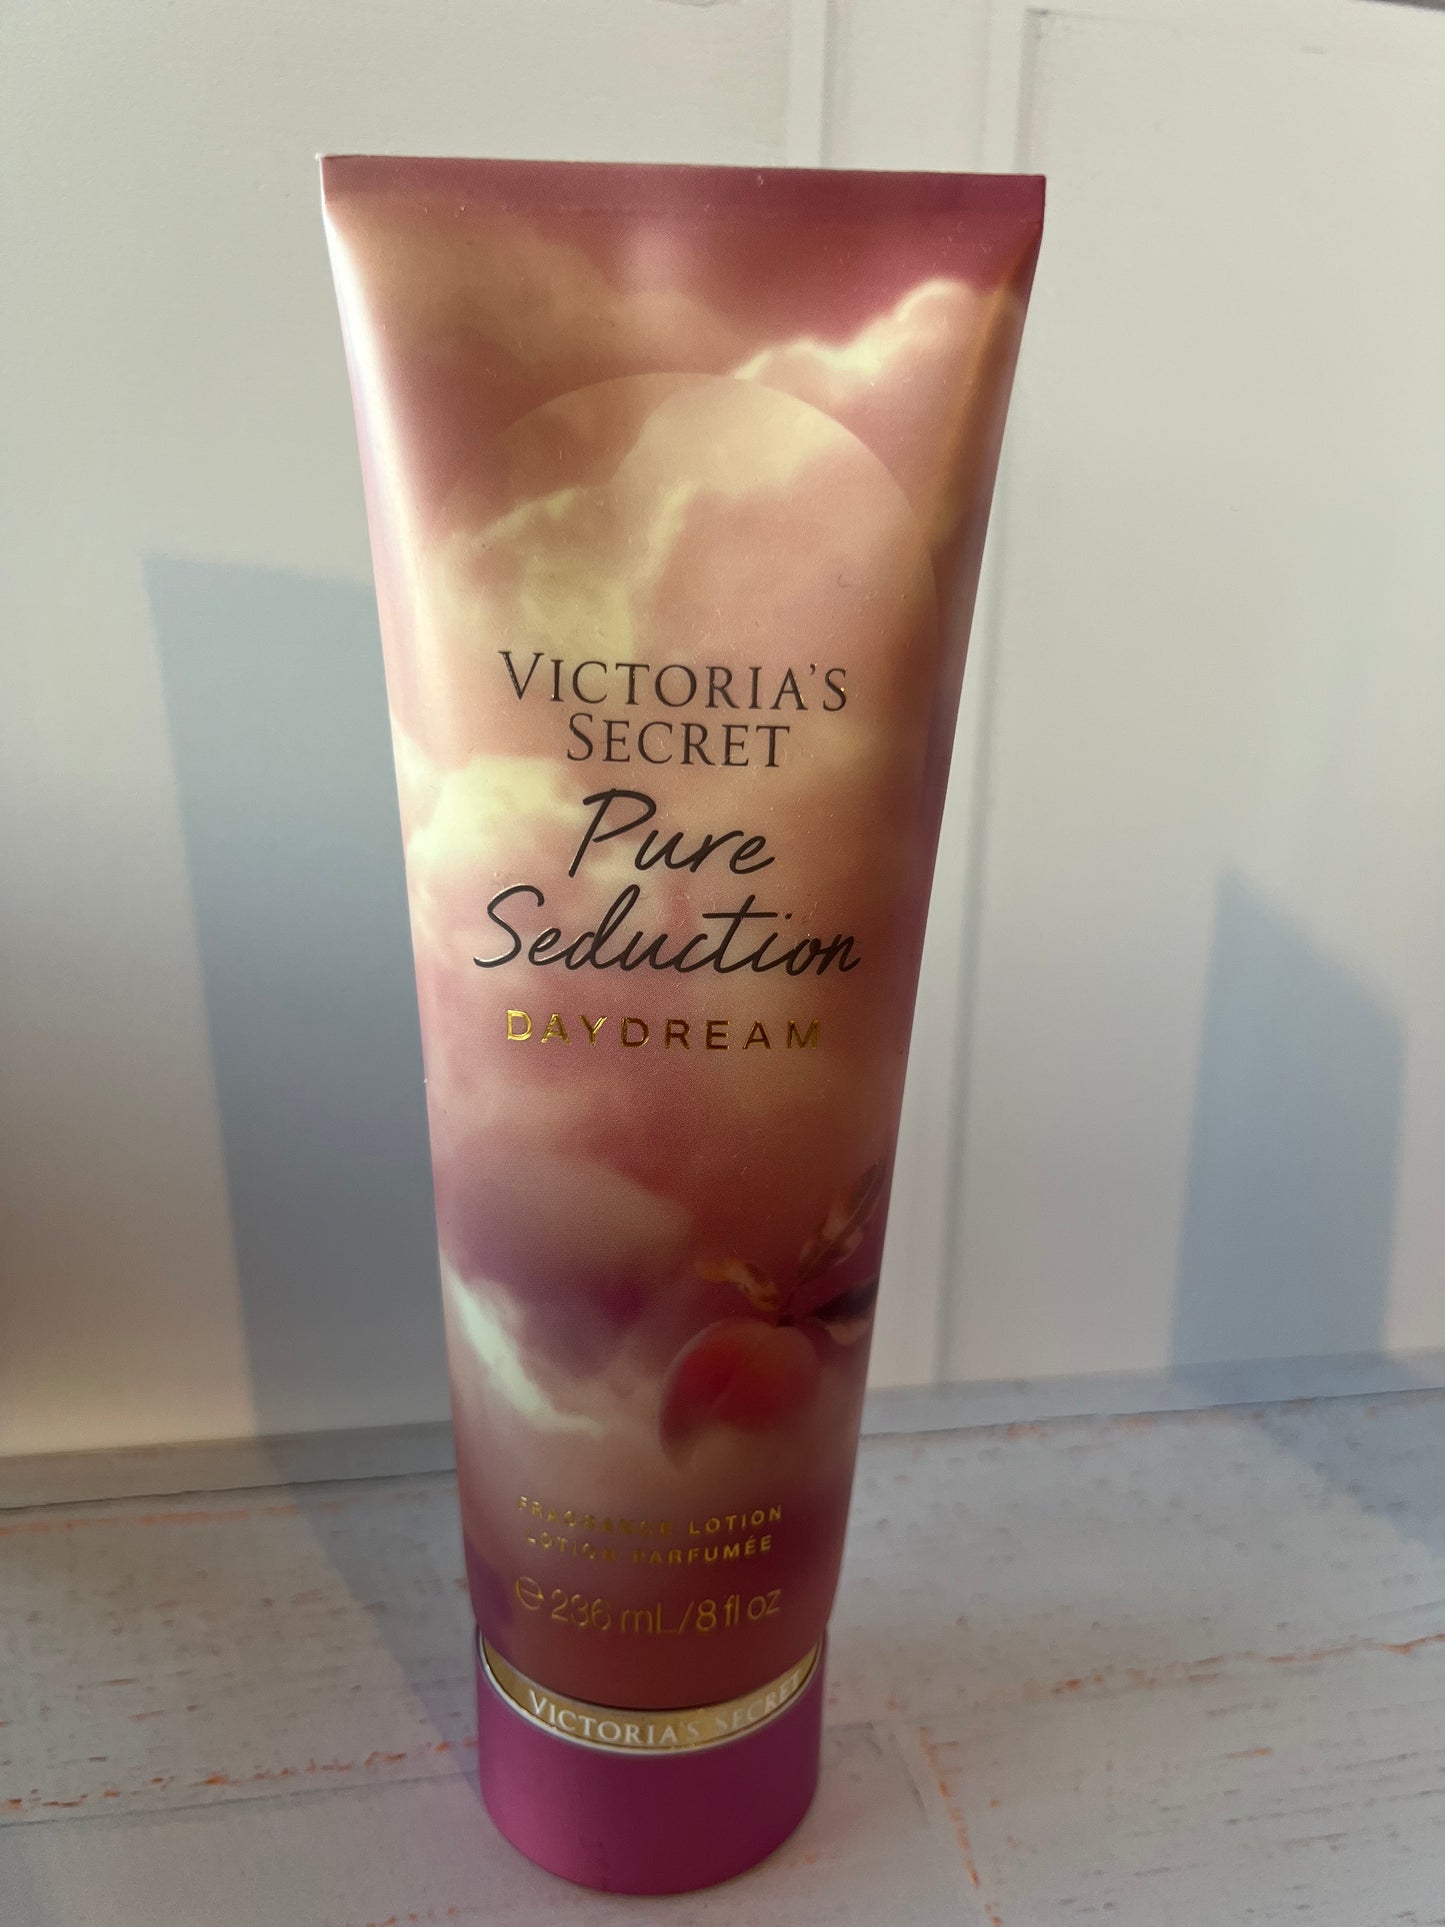 VICTORIA'S
SECRET
Pure
Seduction
DAYDREAM
FRAGRANCE LOTION
LOTION PARFUMÉE
℮ 236 mL/8 fl oz
VICTORIA'S SECRET